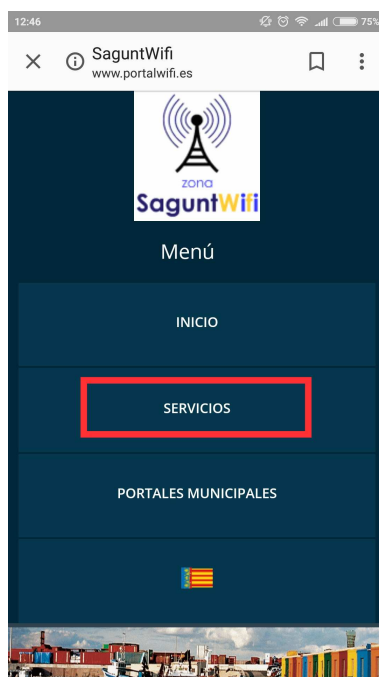 12:46
75%
SaguntWifi
www.portalwifi.es
zona
SaguntWifi
Menú
INICIO
SERVICIOS
PORTALES MUNICIPALES